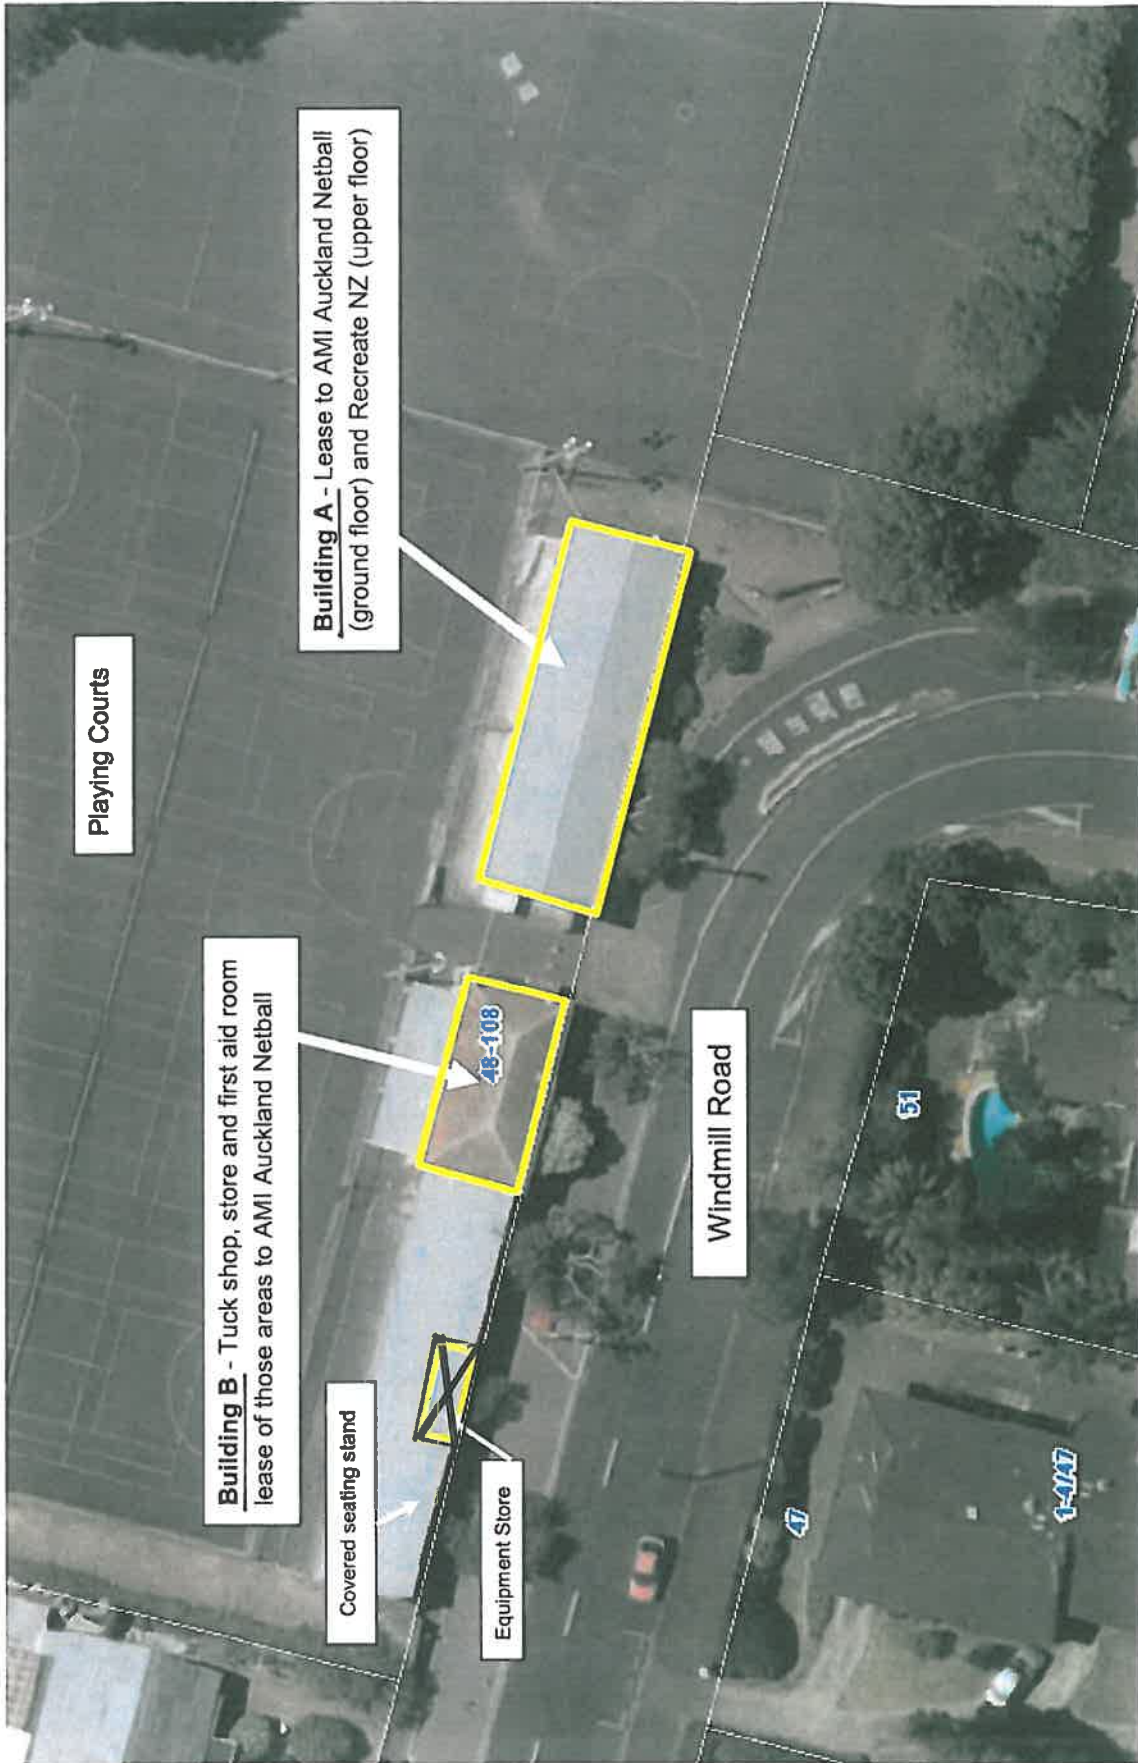 Playing Courts
Building A - Lease to AMI Auckland Netball
(ground floor) and Recreate NZ (upper floor)
Building B - Tuck shop, store and first aid room
lease of those areas to AMI Auckland Netball
48-108
Covered seating stand
Equipment Store
Windmill Road
51
47
1-4/47